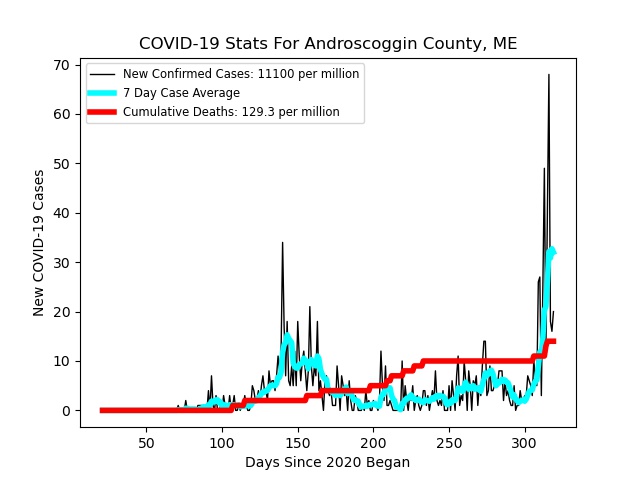 COVID-19 Stats For Androscoggin County, ME
New Confirmed Cases: 11100 per million
7 Day Case Average
Cumulative Deaths: 129.3 per million
New COVID-19 Cases
70
60
50
40
30
20
10
0
50 100 150 200 250 300
Days Since 2020 Began